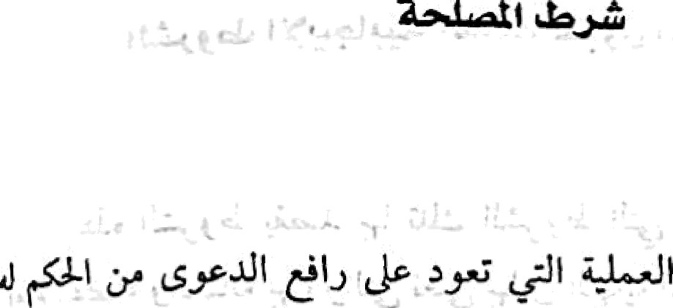 شرط المصلحة
العملية التي تعود على رافع الدعوى من الحكم له